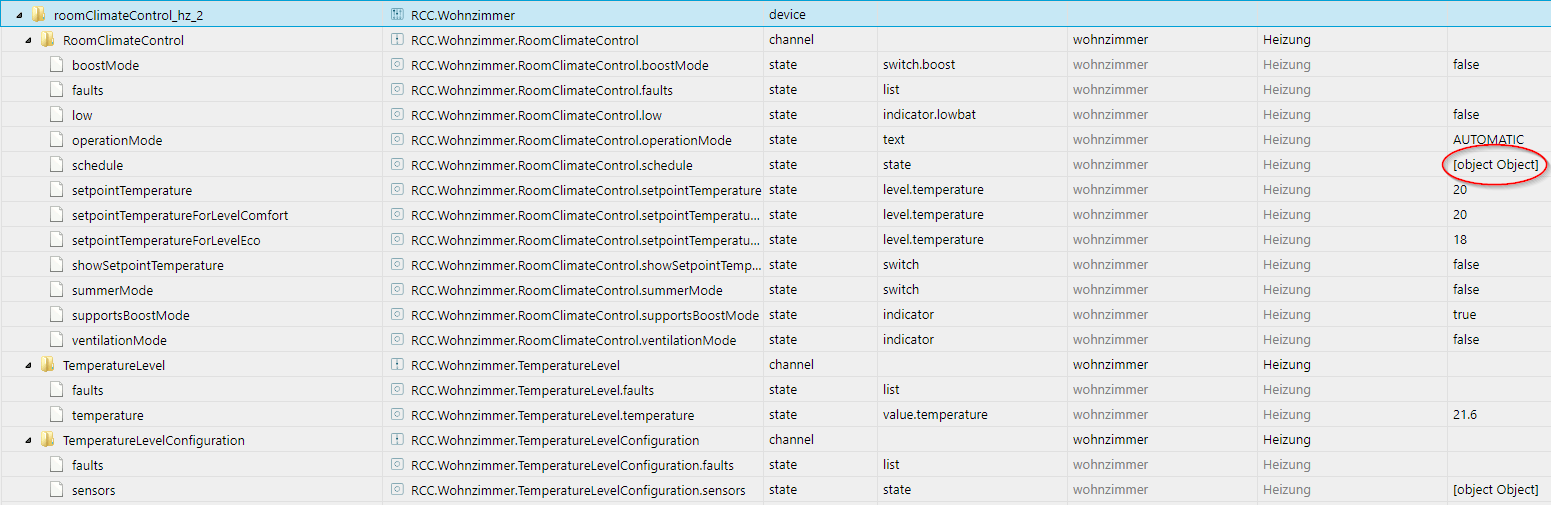 roomClimateControl_hz_2 RCC.Wohnzimmer device
RoomClimateControl RCC.Wohnzimmer.RoomClimateControl channel wohnzimmer Heizung
boostMode RCC.Wohnzimmer.RoomClimateControl.boostMode state switch.boost wohnzimmer Heizung false
faults RCC.Wohnzimmer.RoomClimateControl.faults state list wohnzimmer Heizung
low RCC.Wohnzimmer.RoomClimateControl.low state indicator.lowbat wohnzimmer Heizung false
operationMode RCC.Wohnzimmer.RoomClimateControl.operationMode state text wohnzimmer Heizung AUTOMATIC
schedule RCC.Wohnzimmer.RoomClimateControl.schedule state state wohnzimmer Heizung [object Object]
setpointTemperature RCC.Wohnzimmer.RoomClimateControl.setpointTemperature state level.temperature wohnzimmer Heizung 20
setpointTemperatureForLevelComfort RCC.Wohnzimmer.RoomClimateControl.setpointTemperatu... state level.temperature wohnzimmer Heizung 20
setpointTemperatureForLevelEco RCC.Wohnzimmer.RoomClimateControl.setpointTemperatu... state level.temperature wohnzimmer Heizung 18
showSetpointTemperature RCC.Wohnzimmer.RoomClimateControl.showSetpointTemp... state switch wohnzimmer Heizung false
summerMode RCC.Wohnzimmer.RoomClimateControl.summerMode state switch wohnzimmer Heizung false
supportsBoostMode RCC.Wohnzimmer.RoomClimateControl.supportsBoostMode state indicator wohnzimmer Heizung true
ventilationMode RCC.Wohnzimmer.RoomClimateControl.ventilationMode state indicator wohnzimmer Heizung false
TemperatureLevel RCC.Wohnzimmer.TemperatureLevel channel wohnzimmer Heizung
faults RCC.Wohnzimmer.TemperatureLevel.faults state list wohnzimmer Heizung
temperature RCC.Wohnzimmer.TemperatureLevel.temperature state value.temperature wohnzimmer Heizung 21.6
TemperatureLevelConfiguration RCC.Wohnzimmer.TemperatureLevelConfiguration channel wohnzimmer Heizung
faults RCC.Wohnzimmer.TemperatureLevelConfiguration.faults state list wohnzimmer Heizung
sensors RCC.Wohnzimmer.TemperatureLevelConfiguration.sensors state state wohnzimmer Heizung [object Object]